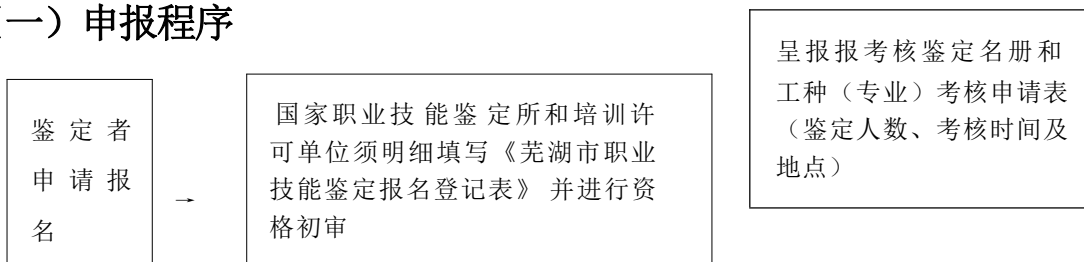 一）申报程序
鉴定者
申请报
名
→
国家职业技能鉴定所和培训许
可单位须明细填写《芜湖市职业
技能鉴定报名登记表》并进行资
格初审
呈报报考核鉴定名册和
工种（专业）考核申请表
（鉴定人数、考核时间及
地点）